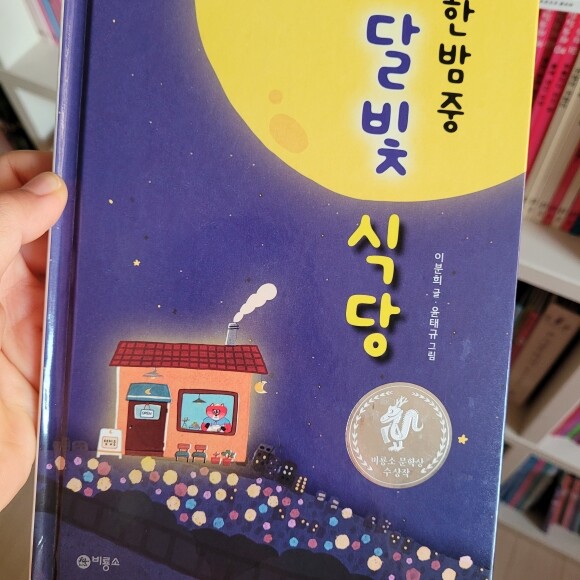 한밤중
달빛
식당
이분희 글·윤태규 그림
비룡소 문학상
수상작
비룡소